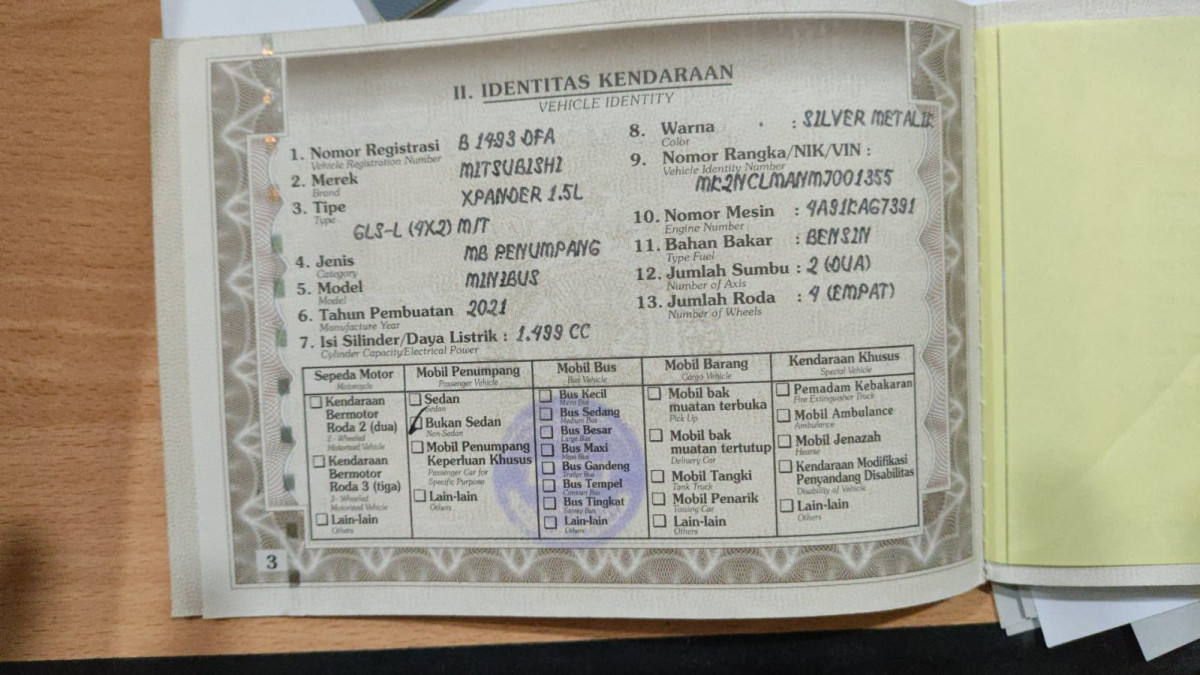 II. IDENTITAS KENDARAAN
VEHICLE IDENTITY
1. Nomor Registrasi B 1493 DFA
Vehicle Registration Number
2. Merek MITSUBISHI
Brand
3. Tipe XPANDER 1.5L
Type
GLS-L (4X2) M/T
4. Jenis MB PENUMPANG
Category
5. Model MINIBUS
Model
6. Tahun Pembuatan 2021
Manufacture Year
7. Isi Silinder/Daya Listrik : 1.499 CC
Cylinder Capacity/Electrical Power
8. Warna : SILVER METALIK
Color
9. Nomor Rangka/NIK/VIN :
Vehicle Identity Number
MK2NCLMANMJ001355
10. Nomor Mesin : 4A91KAG7391
Engine Number
11. Bahan Bakar : BENSIN
Type Fuel
12. Jumlah Sumbu : 2 (DUA)
Number of Axis
13. Jumlah Roda : 4 (EMPAT)
Number of Wheels
Sepeda Motor
Motorcycle
Kendaraan
Bermotor
Roda 2 (dua)
2 - Wheeled
Motorized Vehicle
Kendaraan
Bermotor
Roda 3 (tiga)
3- Wheeled
Motorized Vehicle
Lain-lain
Others
Mobil Penumpang
Passenger Vehicle
Sedan
Sedan
Bukan Sedan
Non-Sedan
Mobil Penumpang
Keperluan Khusus
Passenger Car for
Specific Purpose
Lain-lain
Others
Mobil Bus
Bus Vehicle
Bus Kecil
Micro Bus
Bus Sedang
Medium Bus
Bus Besar
Large Bus
Bus Maxi
Maxi Bus
Bus Gandeng
Trailer Bus
Bus Tempel
Bus Tingkat
Lain-lain
Others
Mobil Barang
Cargo Vehicle
Mobil bak
muatan terbuka
Pick Up
Mobil bak
muatan tertutup
Delivery Car
Mobil Tangki
Tank Truck
Mobil Penarik
Towing Car
Lain-lain
Others
Kendaraan Khusus
Special Vehicle
Pemadam Kebakaran
Fire Extinguisher Truck
Mobil Ambulance
Ambulance
Mobil Jenazah
Hearse
Kendaraan Modifikasi
Penyandang Disabilitas
Disability of Vehicle
Lain-lain
Others
3